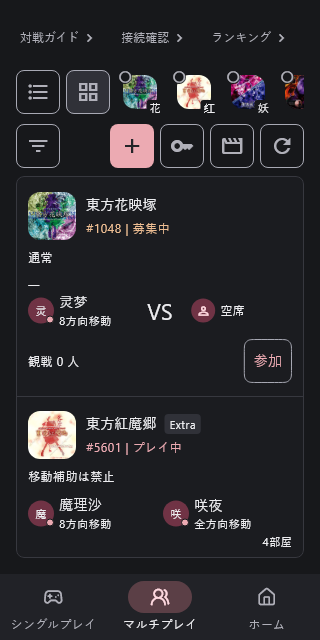 対戦ガイド 接続確認 ランキング
花 红 妖
東方花映塚
#1048 | 募集中
通常
—
灵 灵梦
8方向移動
VS
空席
観戦 0 人
参加
東方紅魔郷 Extra
#5601 | プレイ中
移動補助は禁止
魔 魔理沙
8方向移動
咲 咲夜
全方向移動
4部屋
シングルプレイ マルチプレイ ホーム